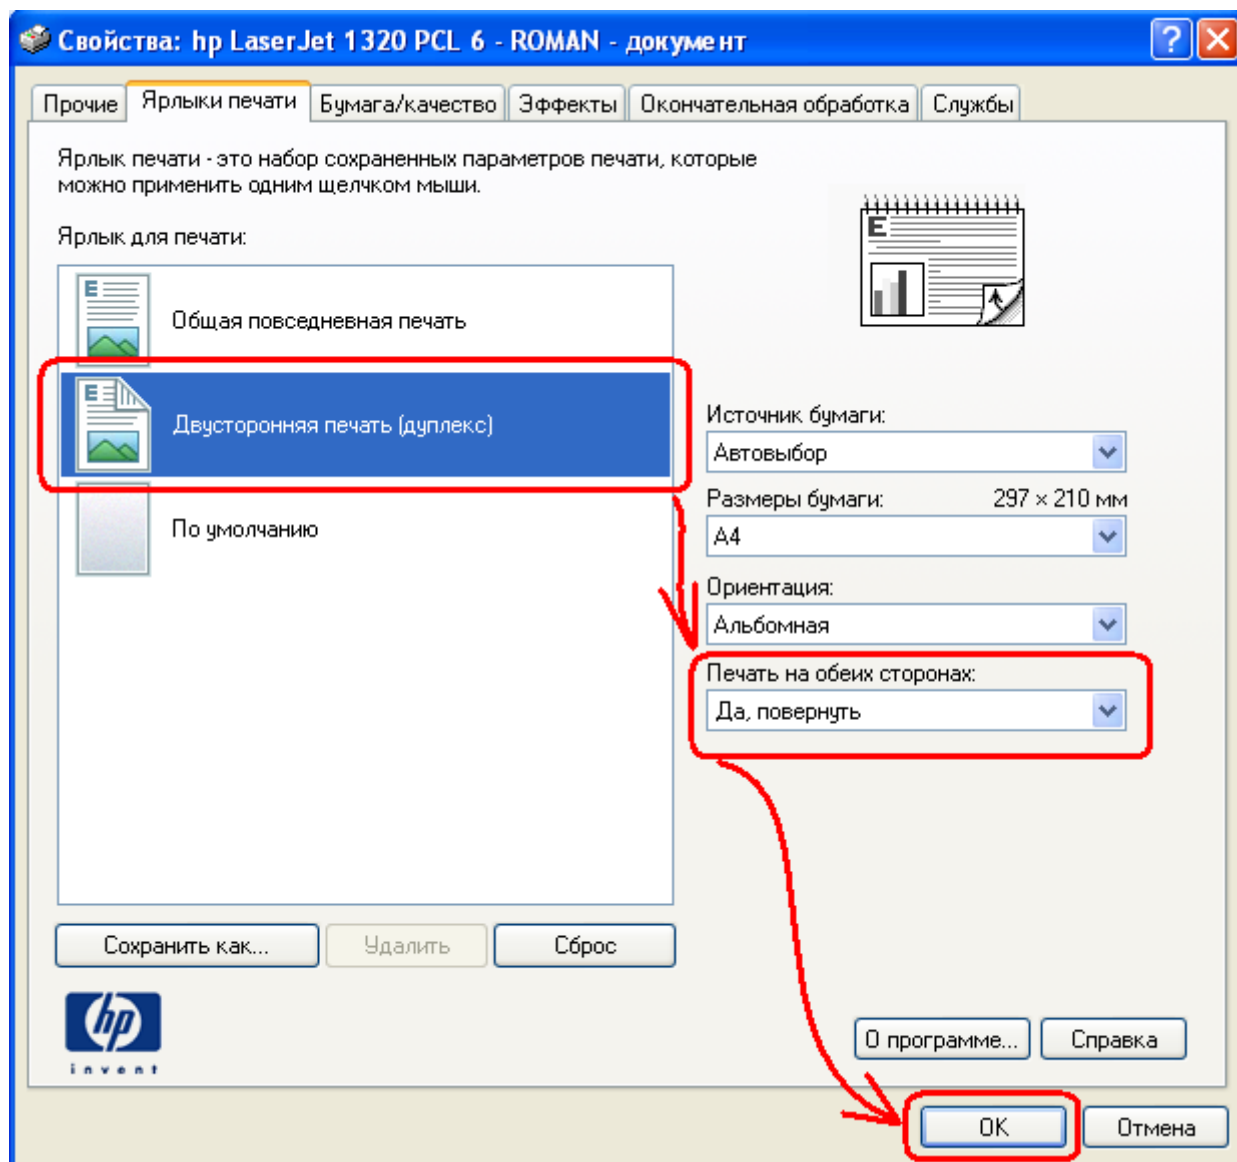 Свойства: hp LaserJet 1320 PCL 6 - ROMAN - документ
Прочие Ярлыки печати Бумага/качество Эффекты Окончательная обработка Службы
Ярлык печати - это набор сохраненных параметров печати, которые
можно применить одним щелчком мыши.
Ярлык для печати:
E
E
Общая повседневная печать
E
Двусторонняя печать (дуплекс)
По умолчанию
Источник бумаги:
Автовыбор
Размеры бумаги: 297 × 210 мм
A4
Ориентация:
Альбомная
Печать на обеих сторонах:
Да, повернуть
Сохранить как... Удалить Сброс
hp
invent
О программе... Справка
OK Отмена